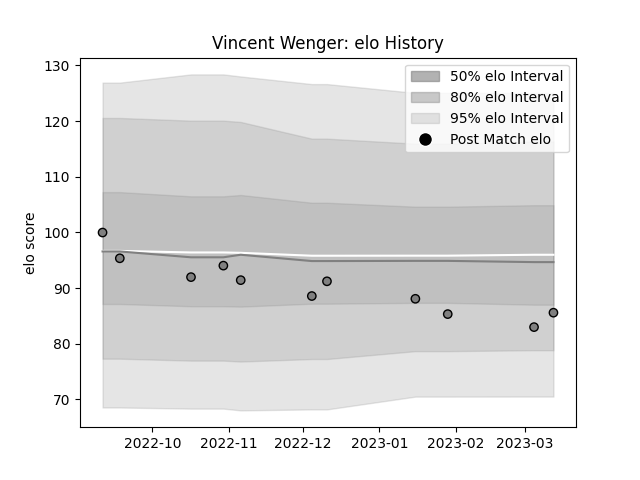 Vincent Wenger: elo History
130
120
110
100
90
80
70
elo score
50% elo Interval
80% elo Interval
95% elo Interval
Post Match elo
2022-10
2022-11
2022-12
2023-01
2023-02
2023-03